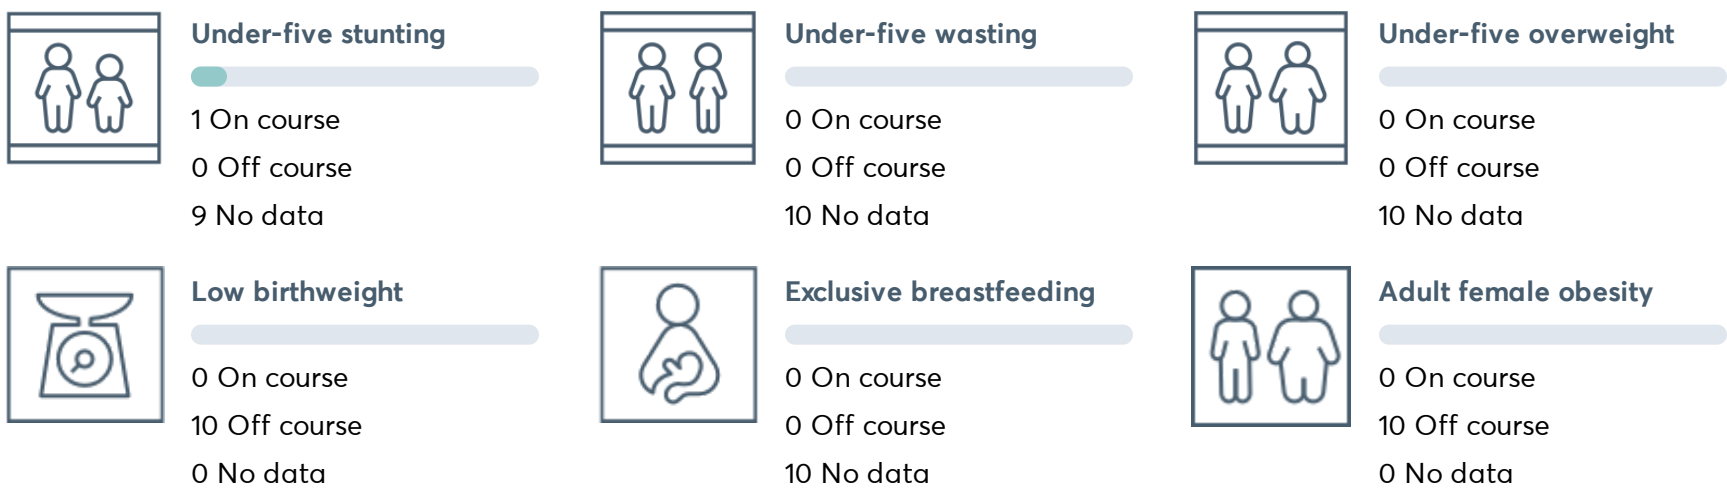 Under-five stunting
1 On course
0 Off course
9 No data
Under-five wasting
0 On course
0 Off course
10 No data
Under-five overweight
0 On course
0 Off course
10 No data
Low birthweight
0 On course
10 Off course
0 No data
Exclusive breastfeeding
0 On course
0 Off course
10 No data
Adult female obesity
0 On course
10 Off course
0 No data